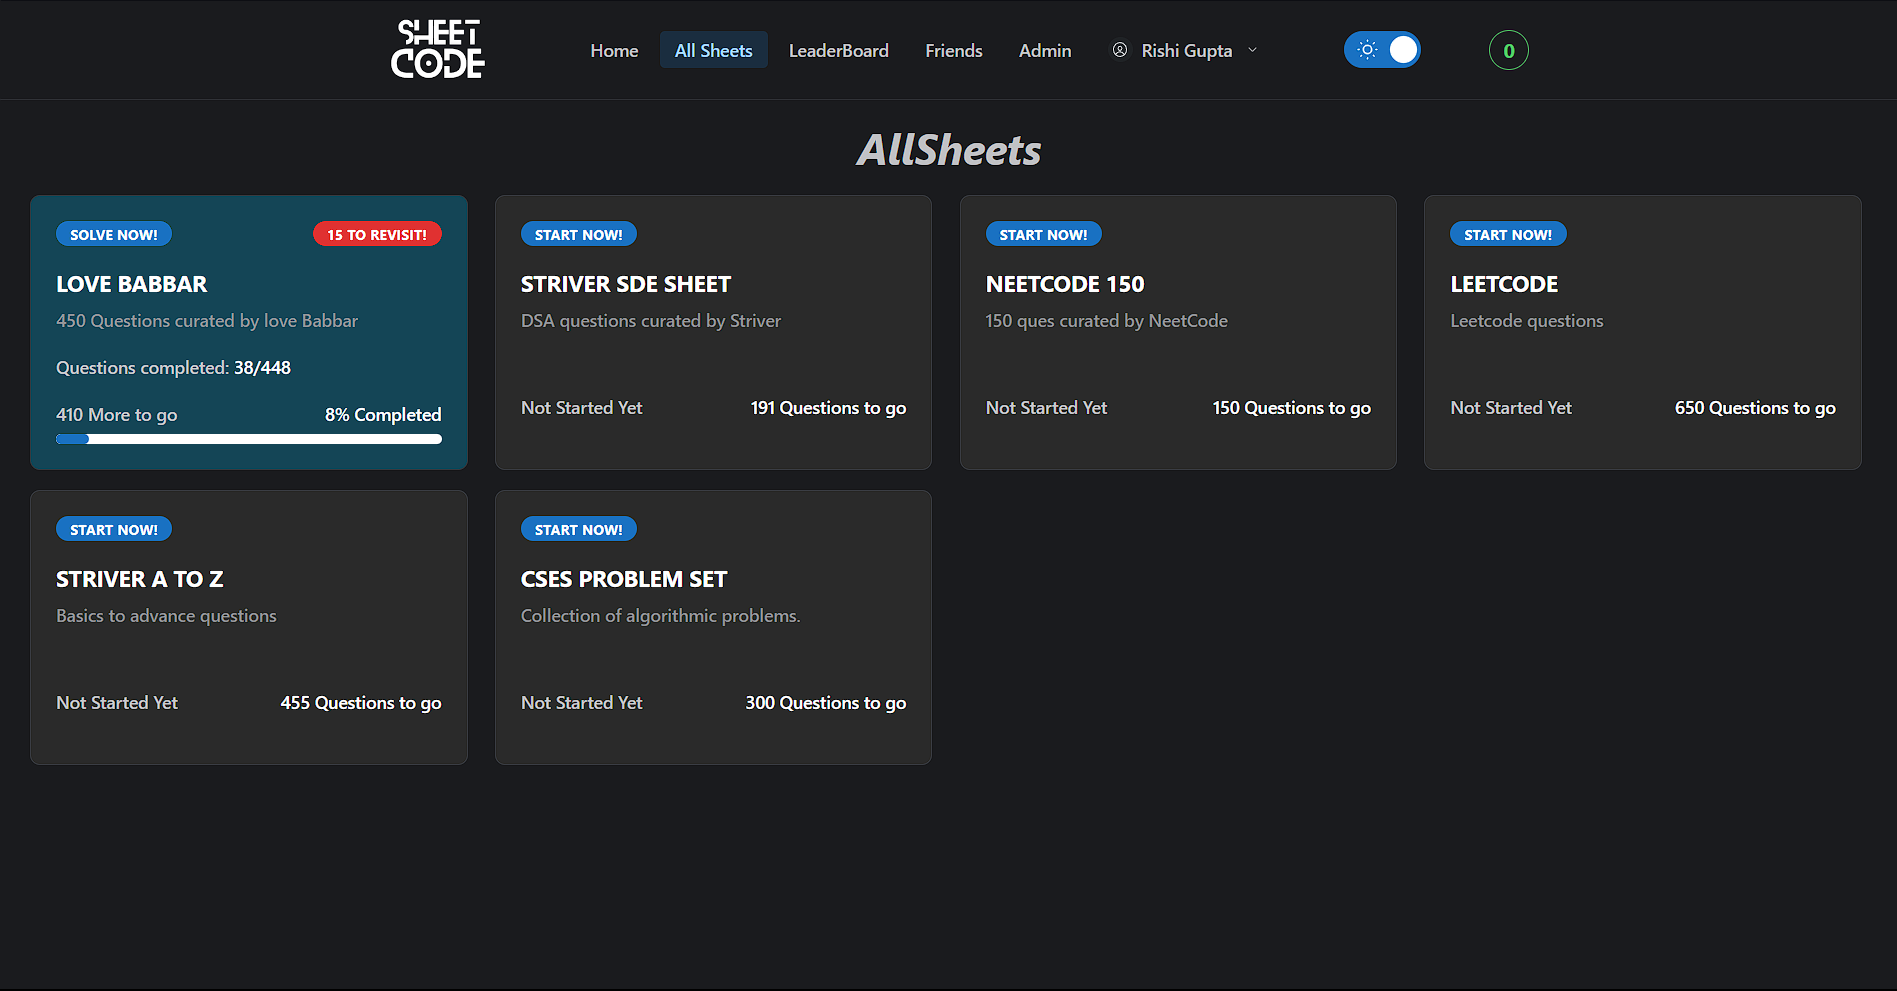 SHEET
CODE
Home All Sheets LeaderBoard Friends Admin Rishi Gupta 0
AllSheets
SOLVE NOW! 15 TO REVISIT!
LOVE BABBAR
450 Questions curated by love Babbar
Questions completed: 38/448
410 More to go 8% Completed
START NOW!
STRIVER SDE SHEET
DSA questions curated by Striver
Not Started Yet 191 Questions to go
START NOW!
NEETCODE 150
150 ques curated by NeetCode
Not Started Yet 150 Questions to go
START NOW!
LEETCODE
Leetcode questions
Not Started Yet 650 Questions to go
START NOW!
STRIVER A TO Z
Basics to advance questions
Not Started Yet 455 Questions to go
START NOW!
CSES PROBLEM SET
Collection of algorithmic problems.
Not Started Yet 300 Questions to go